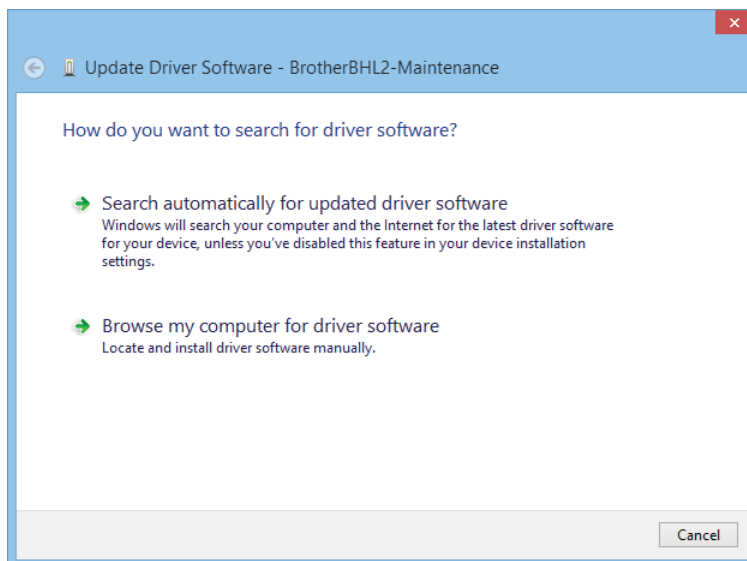 Update Driver Software - BrotherBHL2-Maintenance
How do you want to search for driver software?
Search automatically for updated driver software
Windows will search your computer and the Internet for the latest driver software
for your device, unless you've disabled this feature in your device installation
settings.
Browse my computer for driver software
Locate and install driver software manually.
Cancel